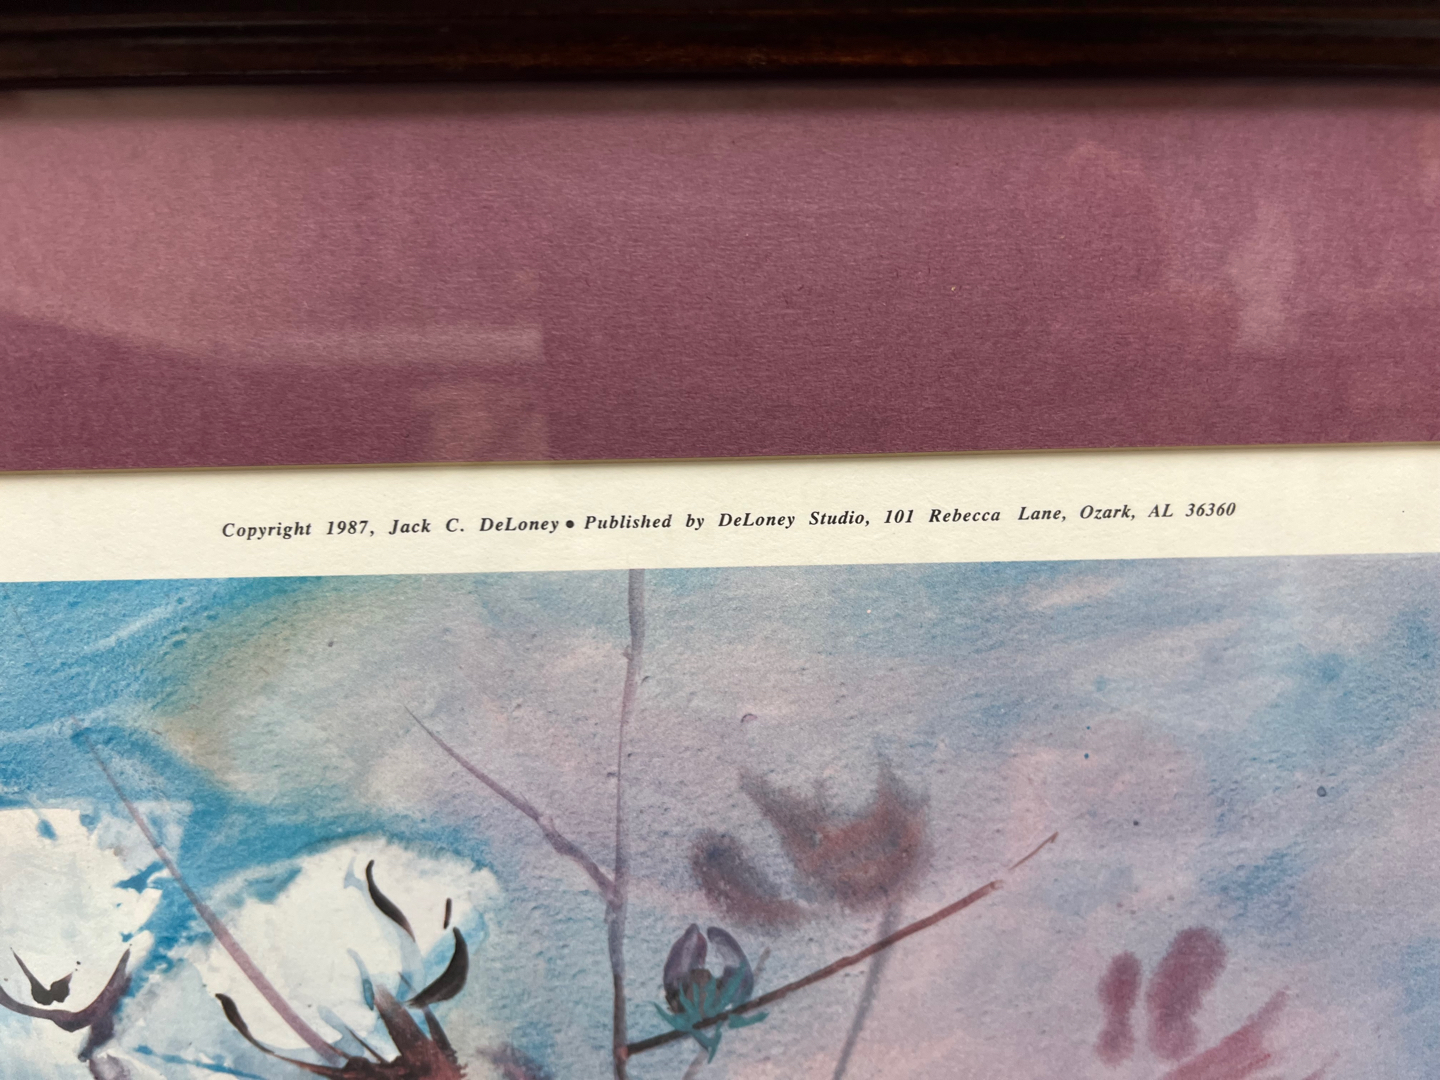 Copyright 1987, Jack C. DeLoney • Published by DeLoney Studio, 101 Rebecca Lane, Ozark, AL 36360